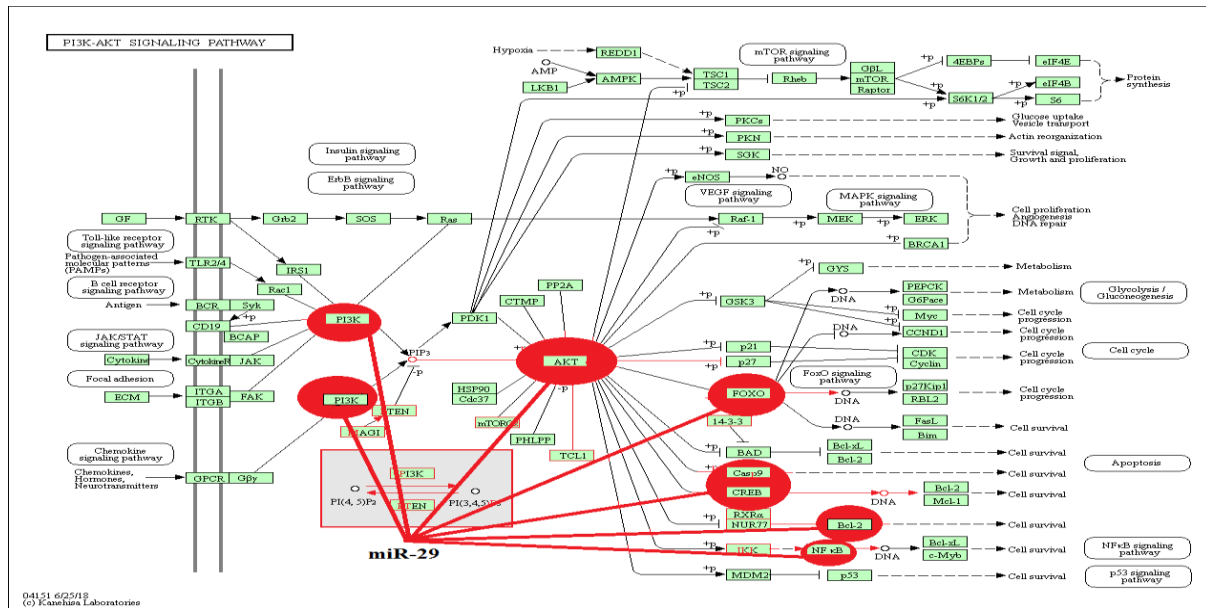 PI3K-AKT SIGNALING PATHWAY
Hypoxia
REDD1
AMP
LKB1
AMPK
+p
TSC1
TSC2
+p
Rheb
mTOR signaling
pathway
GβL
mTOR
Raptor
4EBPs
eIF4E
+p
+p
S6K1/2
+p
+p
eIF4B
S6
Protein
synthesis
+p
PKCs
Glucose uptake
Vesicle transport
+p
PKN
Actin reorganization
+p
SGK
Survival signal,
Growth and proliferation
Insulin signaling
pathway
ErbB signaling
pathway
+p
eNOS
NO
VEGF signaling
pathway
MAPK signaling
pathway
GF
RTK
Grb2
SOS
Ras
Raf-1
+p
MEK
+p
ERK
+p
+p
BRCA1
Cell proliferation
Angiogenesis
DNA repair
Toll-like receptor
signaling pathway
Pathogen-associated
molecular patterns
(PAMPs)
TLR2/4
IRS1
Rac1
B cell receptor
signaling pathway
Antigen
BCR
Syk
CD19
+p
BCAP
PI3K
JAK/STAT
signaling pathway
Cytokine
CytokineR
JAK
Focal adhesion
ECM
ITGA
ITGB
FAK
PI3K
Chemokine
signaling pathway
Chemokines,
Hormones,
Neurotransmitters
GPCR
Gβγ
PIP3
-p
PTEN
MAGI
PDK1
CTMP
PP2A
AKT
-p
HSP90
Cdc37
mTORC2
PHLPP
TCL1
GYS
Metabolism
+p
GSK3
+p
+p
DNA
PEPCK
G6Pace
Metabolism
Glycolysis /
Gluconeogenesis
Myc
Cell cycle
progression
DNA
CCND1
Cell cycle
progression
+p
p21
+p
p27
CDK
Cyclin
Cell cycle
progression
Cell cycle
FoxO signaling
pathway
FOXO
DNA
p27Kip1
RBL2
Cell cycle
progression
DNA
FasL
Bim
Cell survival
14-3-3
+p
BAD
Bcl-xL
Bcl-2
Cell survival
Apoptosis
Casp9
Cell survival
CREB
DNA
Bcl-2
Mcl-1
Cell survival
+p
RXRα
NUR77
Bcl-2
Cell survival
+p
IKK
NFκB
DNA
Bcl-xL
c-Myb
Cell survival
NFκB signaling
pathway
+p
MDM2
p53
Cell survival
p53 signaling
pathway
PI3K
PI(4, 5)P2
PI(3,4,5)P3
PTEN
miR-29
04151 6/25/18
(c) Kanehisa Laboratories